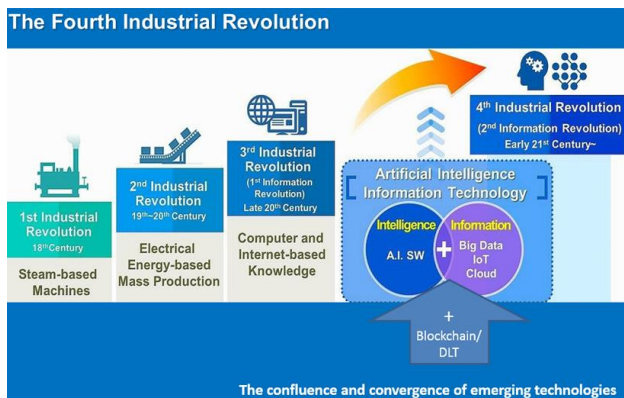 The Fourth Industrial Revolution
1st Industrial
Revolution
18thCentury
Steam-based
Machines
2nd Industrial
Revolution
19th~20th Century
Electrical
Energy-based
Mass Production
3rd Industrial
Revolution
(1st Information
Revolution)
Late 20th Century
Computer and
Internet-based
Knowledge
4th Industrial Revolution
(2nd Information Revolution)
Early 21st Century~
Artificial Intelligence
Information Technology
Intelligence
A.I. SW
+
Information
Big Data
IoT
Cloud
+
Blockchain/
DLT
The confluence and convergence of emerging technologies